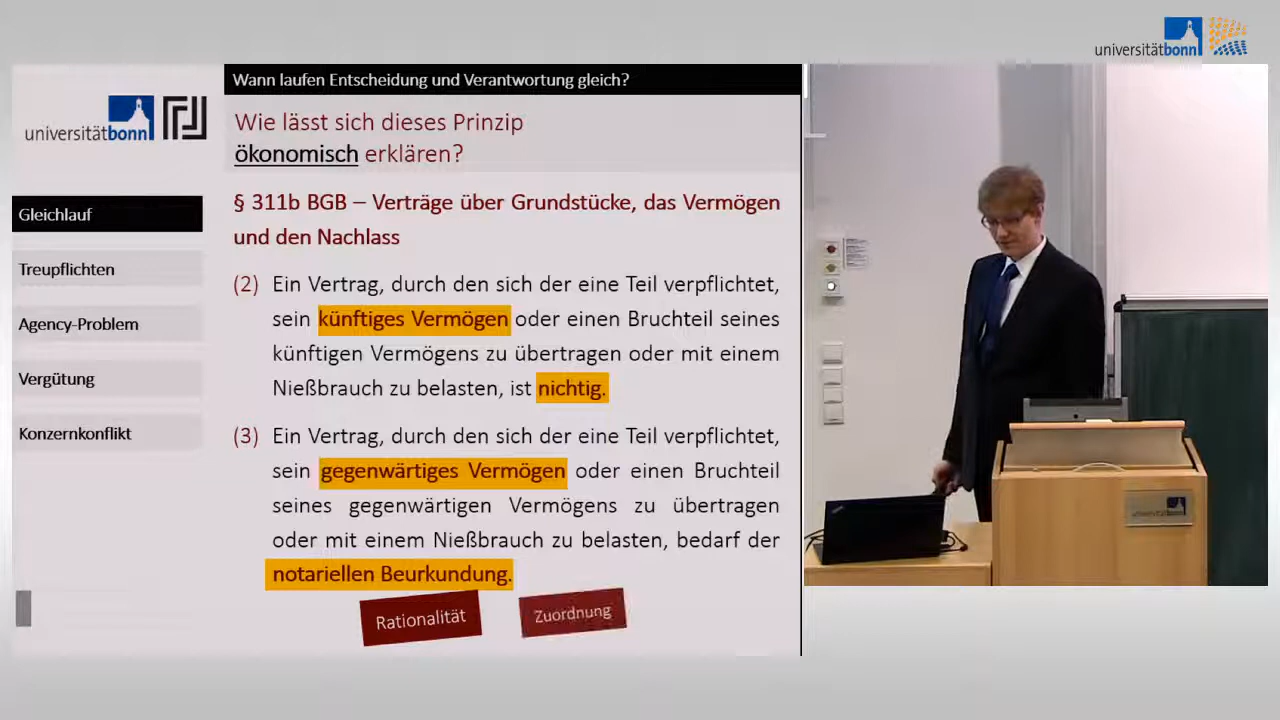 universitätbonn
Wann laufen Entscheidung und Verantwortung gleich?
universitätbonn
Wie lässt sich dieses Prinzip
ökonomisch erklären?
Gleichlauf
Treupflichten
Agency-Problem
Vergütung
Konzernkonflikt
§ 311b BGB – Verträge über Grundstücke, das Vermögen
und den Nachlass
(2) Ein Vertrag, durch den sich der eine Teil verpflichtet,
sein künftiges Vermögen oder einen Bruchteil seines
künftigen Vermögens zu übertragen oder mit einem
Nießbrauch zu belasten, ist nichtig.
(3) Ein Vertrag, durch den sich der eine Teil verpflichtet,
sein gegenwärtiges Vermögen oder einen Bruchteil
seines gegenwärtigen Vermögens zu übertragen
oder mit einem Nießbrauch zu belasten, bedarf der
notariellen Beurkundung.
Rationalität
Zuordnung
universitätbonn